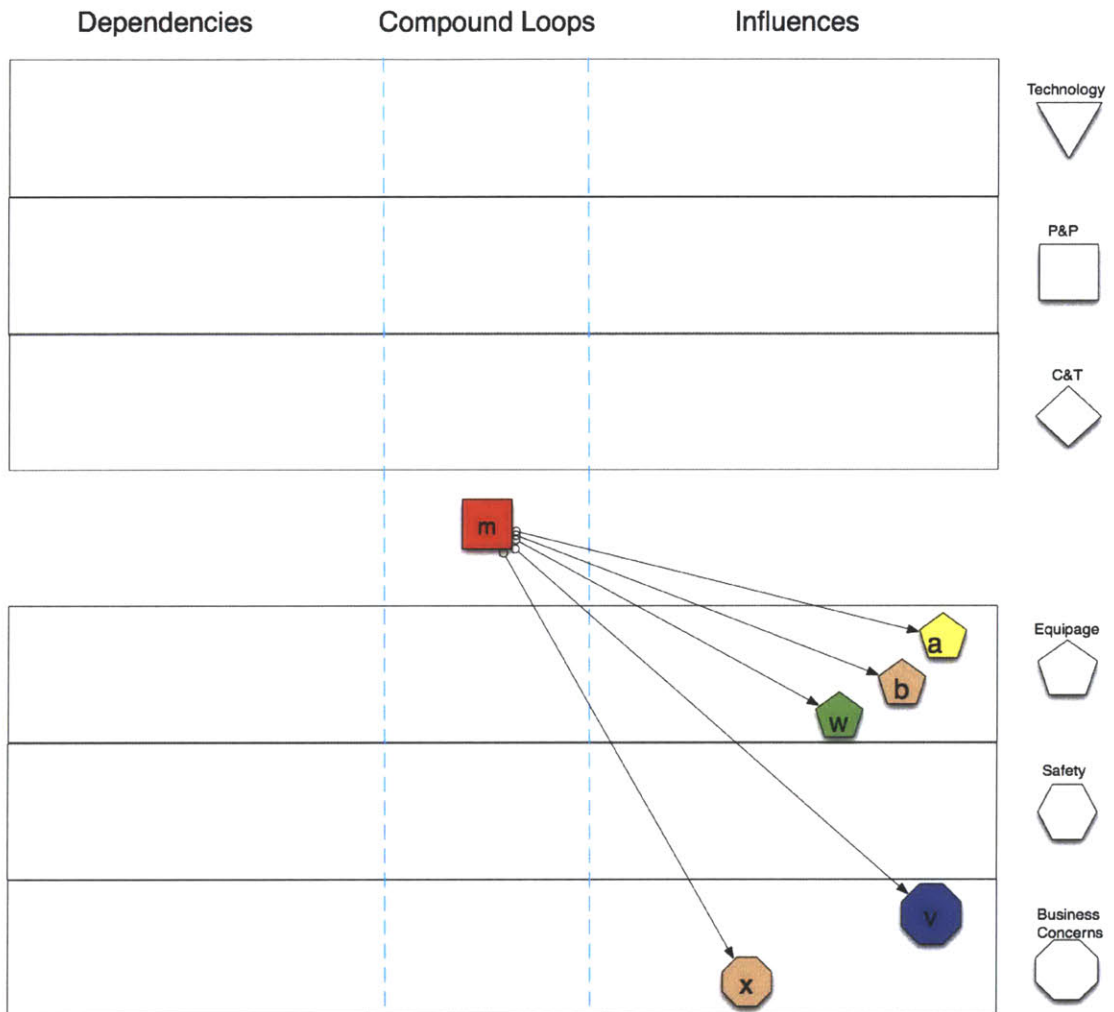 Dependencies
Compound Loops
Influences
Technology
P&P
C&T
m
a
Equipage
b
w
Safety
v
Business
Concerns
x